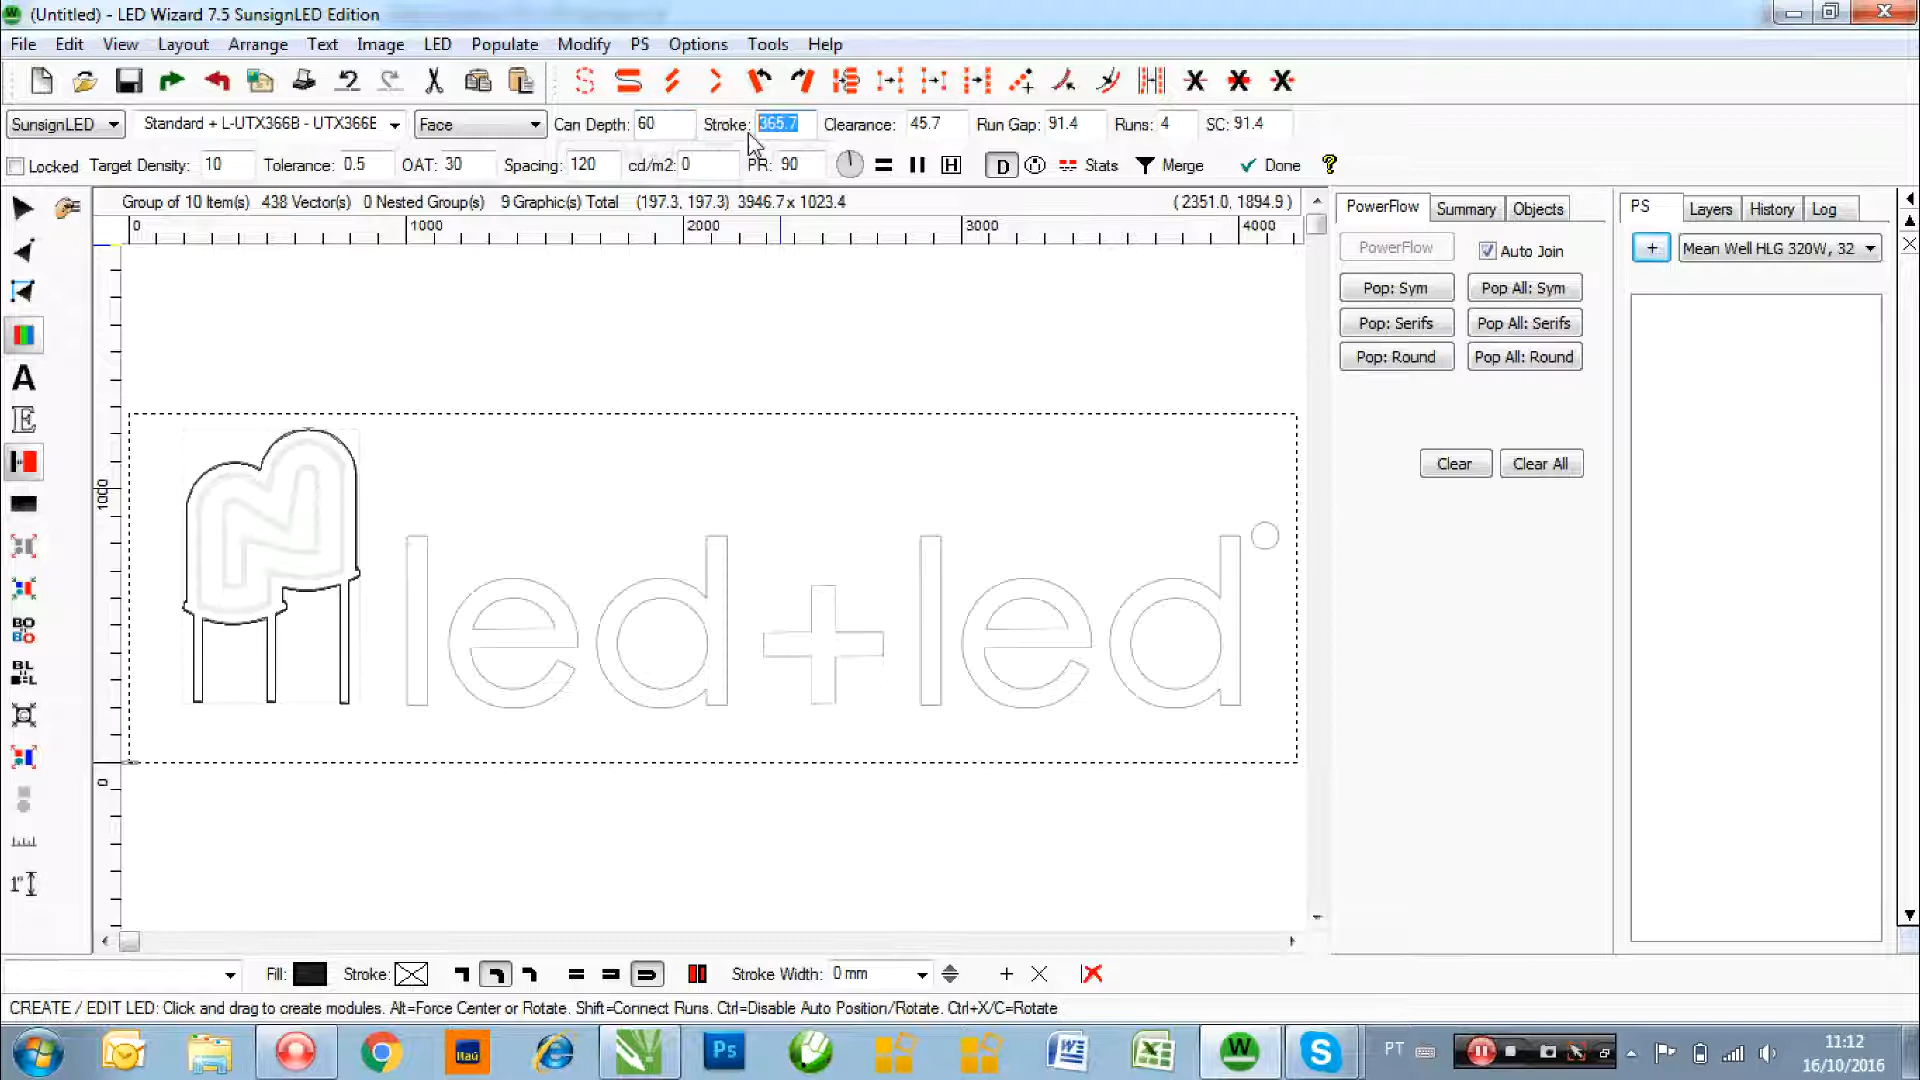 (Untitled) - LED Wizard 7.5 SunsignLED Edition
File Edit View Layout Arrange Text Image LED Populate Modify PS Options Tools Help
SunsignLED Standard + L-UTX366B - UTX366E Face Can Depth: 60 Stroke: 365.7 Clearance: 45.7 Run Gap: 91.4 Runs: 4 SC: 91.4
Locked Target Density: 10 Tolerance: 0.5 OAT: 30 Spacing: 120 cd/m2: 0 PR: 90 H D Stats Merge Done ?
Group of 10 Item(s) 438 Vector(s) 0 Nested Group(s) 9 Graphic(s) Total (197.3, 197.3) 3946.7 x 1023.4 ( 2351.0, 1894.9 )
PowerFlow Summary Objects PS Layers History Log
0 1000 2000 3000 4000
PowerFlow Auto Join + Mean Well HLG 320W, 32
Pop: Sym Pop All: Sym
Pop: Serifs Pop All: Serifs
Pop: Round Pop All: Round
Clear Clear All
A
E
BO
BO
BL
BL
1"
1000
0
led+led
Fill: Stroke: Stroke Width: 0 mm
CREATE / EDIT LED: Click and drag to create modules. Alt=Force Center or Rotate. Shift=Connect Runs. Ctrl=Disable Auto Position/Rotate. Ctrl+X/C=Rotate
Itaú Ps W S PT 11:12
16/10/2016